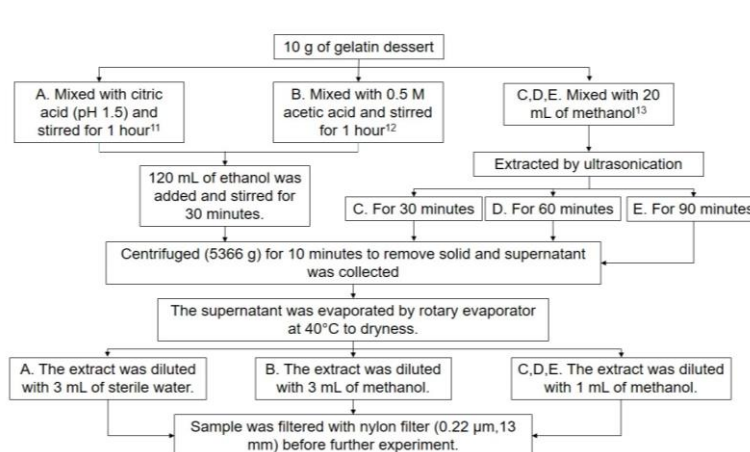 10 g of gelatin dessert
A. Mixed with citric
acid (pH 1.5) and
stirred for 1 hour¹¹
B. Mixed with 0.5 M
acetic acid and stirred
for 1 hour¹²
C,D,E. Mixed with 20
mL of methanol¹³
120 mL of ethanol was
added and stirred for
30 minutes.
Extracted by ultrasonication
C. For 30 minutes
D. For 60 minutes
E. For 90 minutes
Centrifuged (5366 g) for 10 minutes to remove solid and supernatant
was collected
The supernatant was evaporated by rotary evaporator
at 40°C to dryness.
A. The extract was diluted
with 3 mL of sterile water.
B. The extract was diluted
with 3 mL of methanol.
C,D,E. The extract was diluted
with 1 mL of methanol.
Sample was filtered with nylon filter (0.22 µm,13
mm) before further experiment.